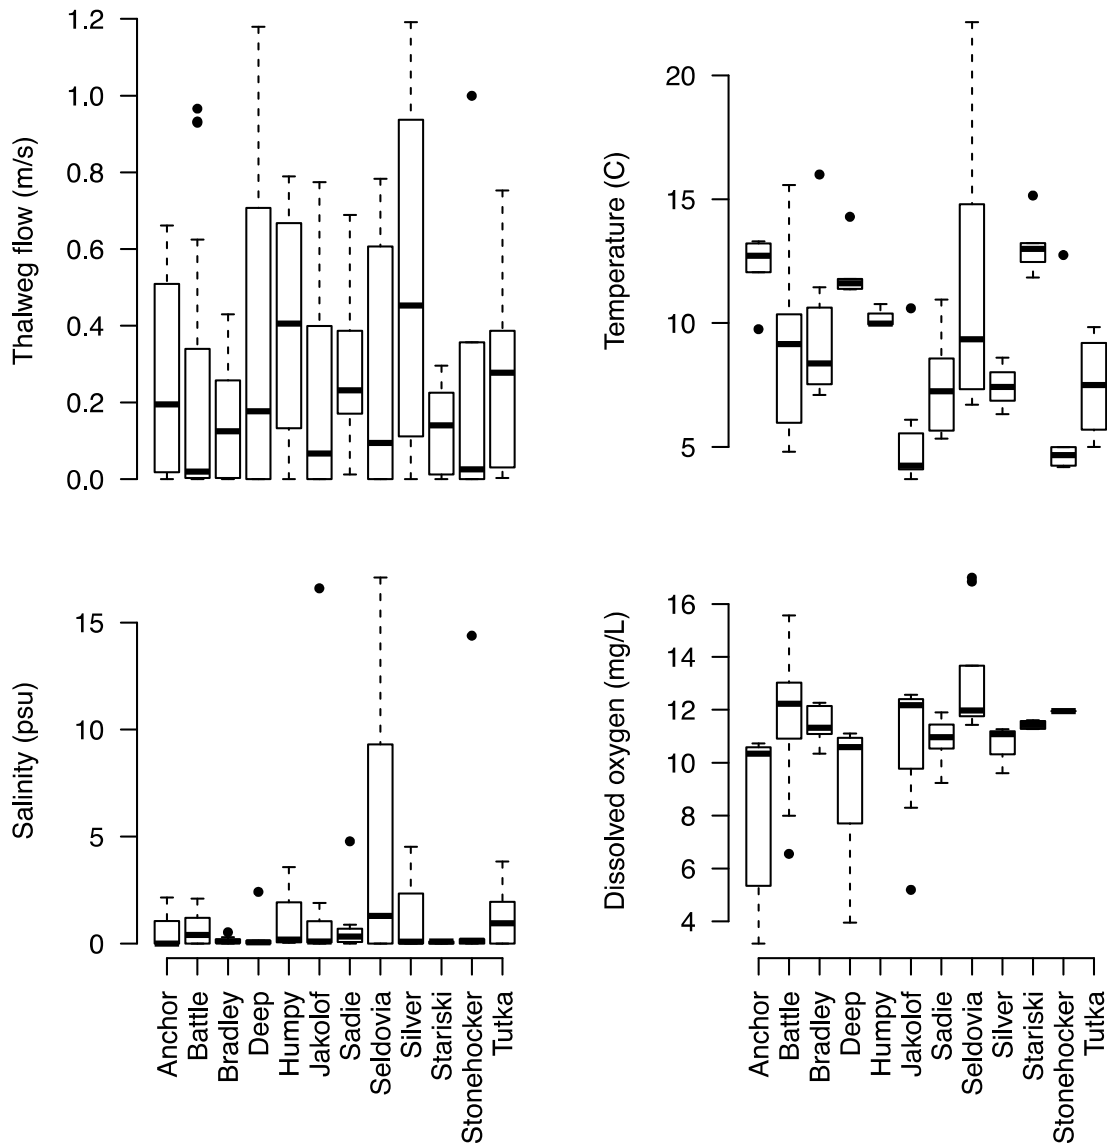 Thalweg flow (m/s)
1.2
1.0
0.8
0.6
0.4
0.2
0.0
Temperature (C)
20
15
10
5
Salinity (psu)
15
10
5
0
Anchor
Battle
Bradley
Deep
Humpy
Jakolof
Sadie
Seldovia
Silver
Stariski
Stonehocker
Tutka
Dissolved oxygen (mg/L)
16
14
12
10
8
6
4
Anchor
Battle
Bradley
Deep
Humpy
Jakolof
Sadie
Seldovia
Silver
Stariski
Stonehocker
Tutka